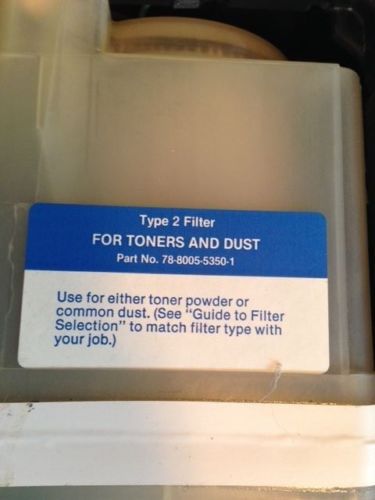 Type 2 Filter
FOR TONERS AND DUST
Part No. 78-8005-5350-1
Use for either toner powder or
common dust. (See "Guide to Filter
Selection" to match filter type with
your job.)